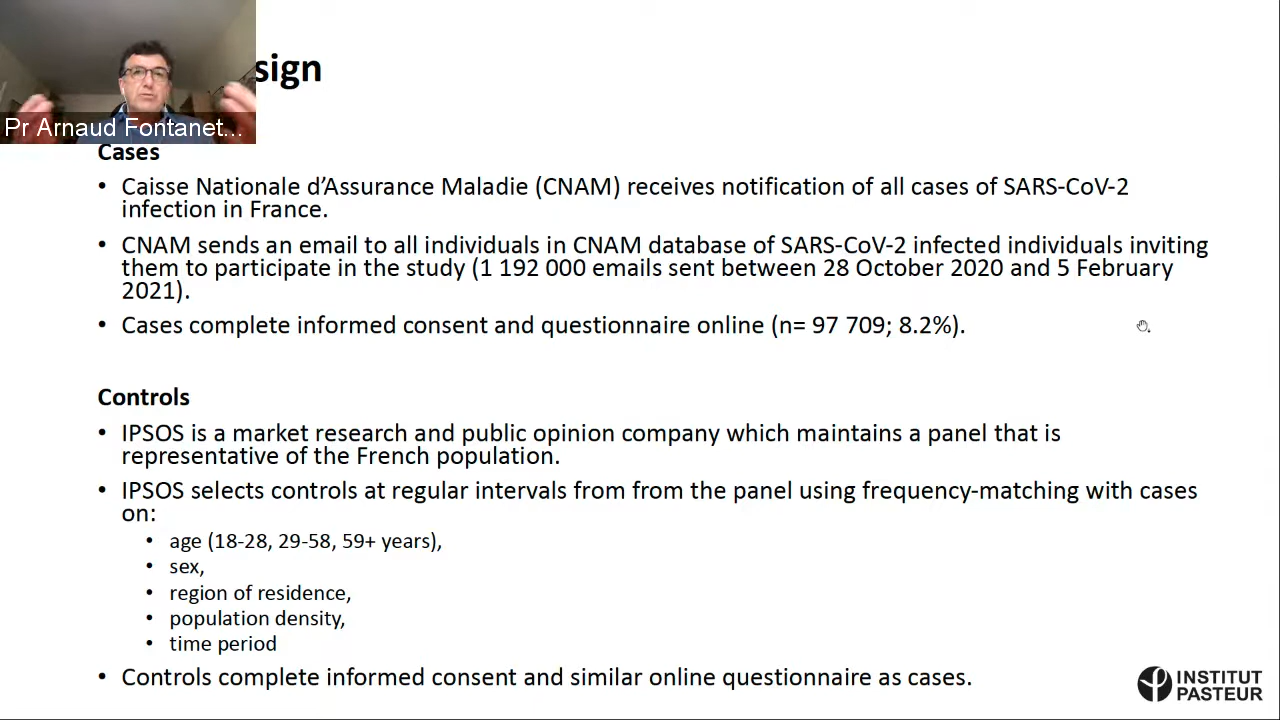 sign
Pr Arnaud Fontanet...
Cases
• Caisse Nationale d’Assurance Maladie (CNAM) receives notification of all cases of SARS-CoV-2
infection in France.
• CNAM sends an email to all individuals in CNAM database of SARS-CoV-2 infected individuals inviting
them to participate in the study (1 192 000 emails sent between 28 October 2020 and 5 February
2021).
• Cases complete informed consent and questionnaire online (n= 97 709; 8.2%).
Controls
• IPSOS is a market research and public opinion company which maintains a panel that is
representative of the French population.
• IPSOS selects controls at regular intervals from from the panel using frequency-matching with cases
on:
• age (18-28, 29-58, 59+ years),
• sex,
• region of residence,
• population density,
• time period
• Controls complete informed consent and similar online questionnaire as cases.
INSTITUT
PASTEUR